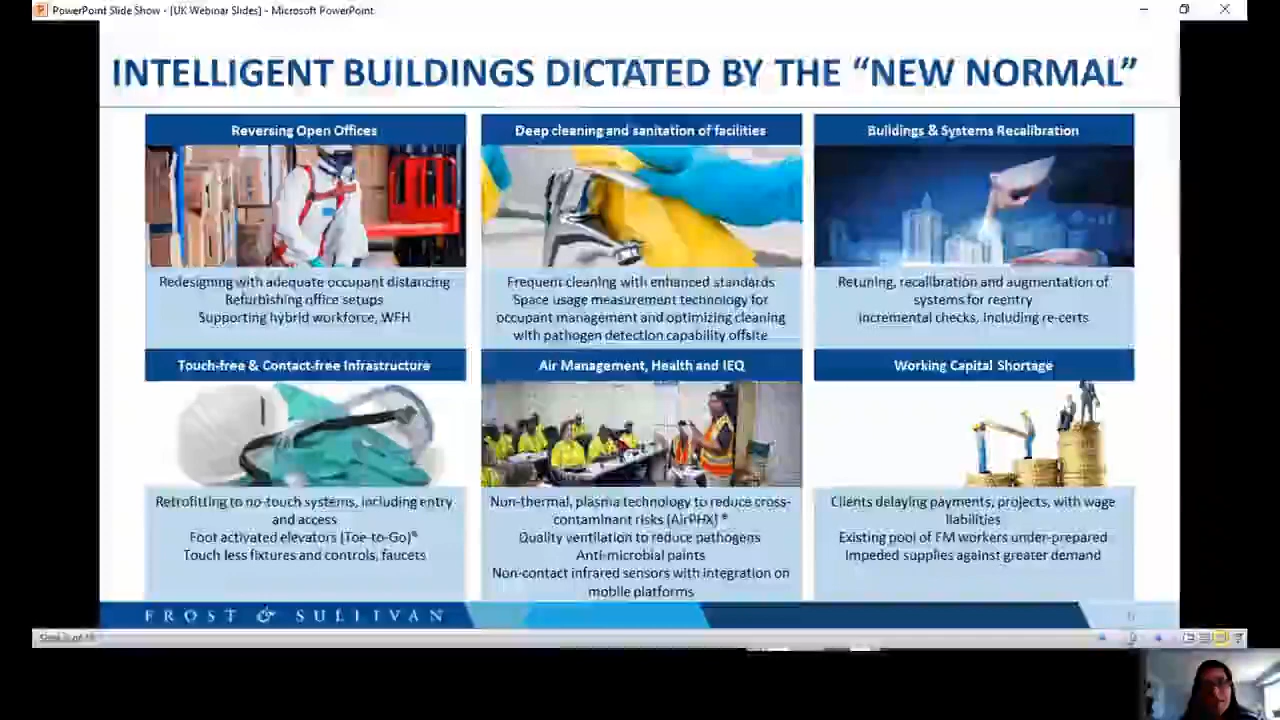 PowerPoint Slide Show - [UK Webinar Slides] - Microsoft PowerPoint
INTELLIGENT BUILDINGS DICTATED BY THE “NEW NORMAL”
Reversing Open Offices
Redesigning with adequate occupant distancing
Refurbishing office setups
Supporting hybrid workforce, WFH
Deep cleaning and sanitation of facilities
Frequent cleaning with enhanced standards
Space usage measurement technology for
occupant management and optimizing cleaning
with pathogen detection capability offsite
Buildings & Systems Recalibration
Retuning, recalibration and augmentation of
systems for reentry
incremental checks, including re-certs
Touch-free & Contact-free Infrastructure
Retrofitting to no-touch systems, including entry
and access
Foot activated elevators (Toe-to-Go)®
Touch less fixtures and controls, faucets
Air Management, Health and IEQ
Non-thermal, plasma technology to reduce cross-
contaminant risks (AirPHX) ®
Quality ventilation to reduce pathogens
Anti-microbial paints
Non-contact infrared sensors with integration on
mobile platforms
Working Capital Shortage
Clients delaying payments, projects, with wage
liabilities
Existing pool of FM workers under-prepared
Impeded supplies against greater demand
FROST & SULLIVAN